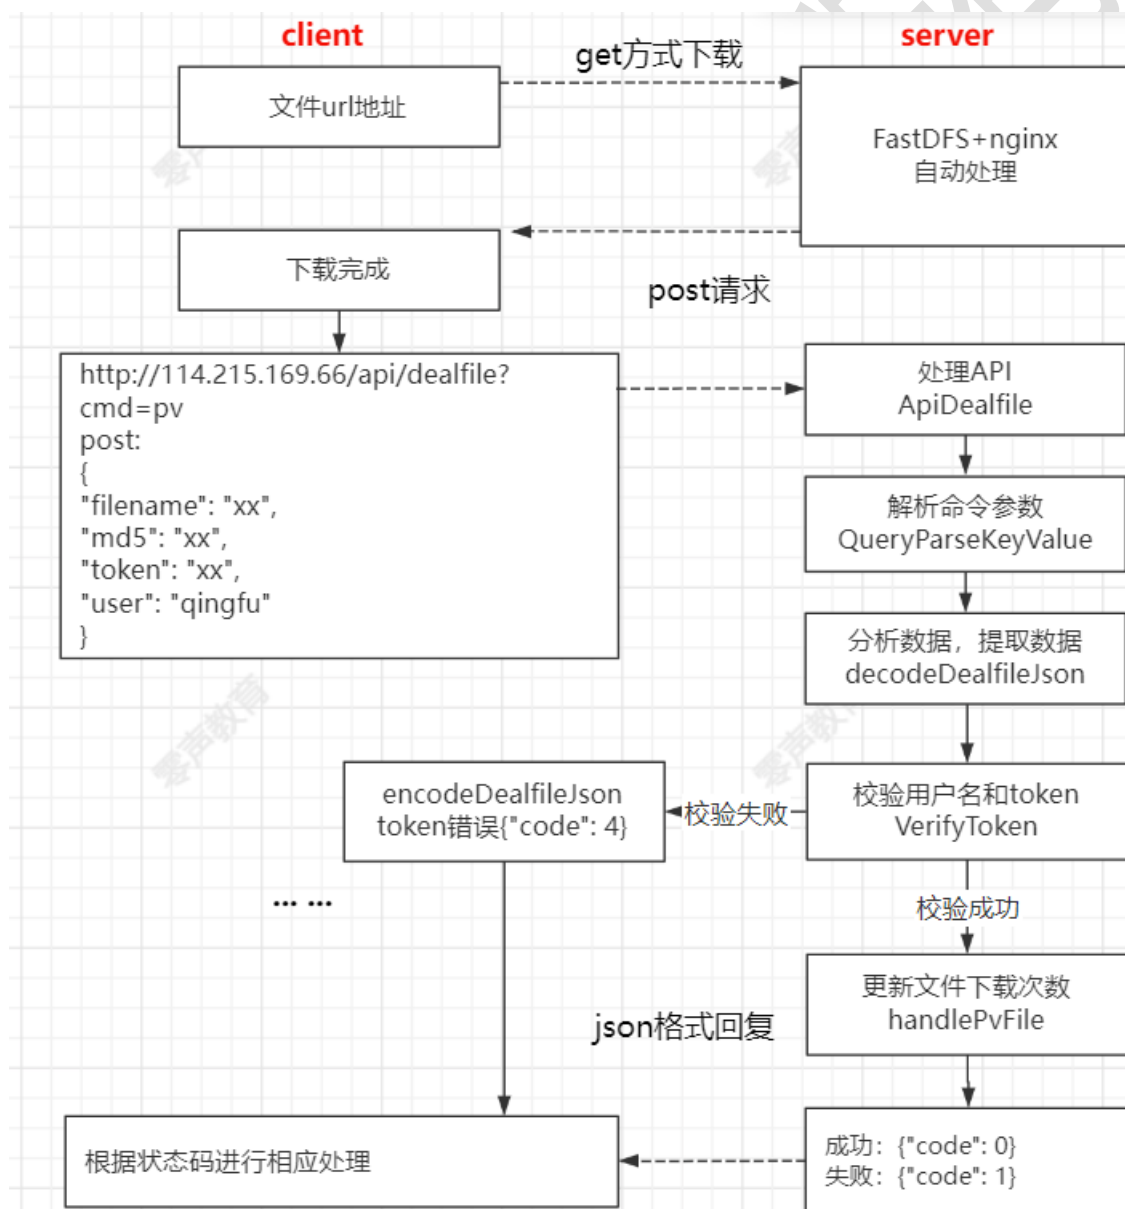 client
server
get方式下载
文件url地址
FastDFS+nginx
自动处理
下载完成
post请求
http://114.215.169.66/api/dealfile?
cmd=pv
post:
{
"filename": "xx",
"md5": "xx",
"token": "xx",
"user": "qingfu"
}
处理API
ApiDealfile
解析命令参数
QueryParseKeyValue
分析数据，提取数据
decodeDealfileJson
校验用户名和token
VerifyToken
校验失败
encodeDealfileJson
token错误{"code": 4}
... ...
校验成功
更新文件下载次数
handlePvFile
json格式回复
成功：{"code": 0}
失败：{"code": 1}
根据状态码进行相应处理
零声教育